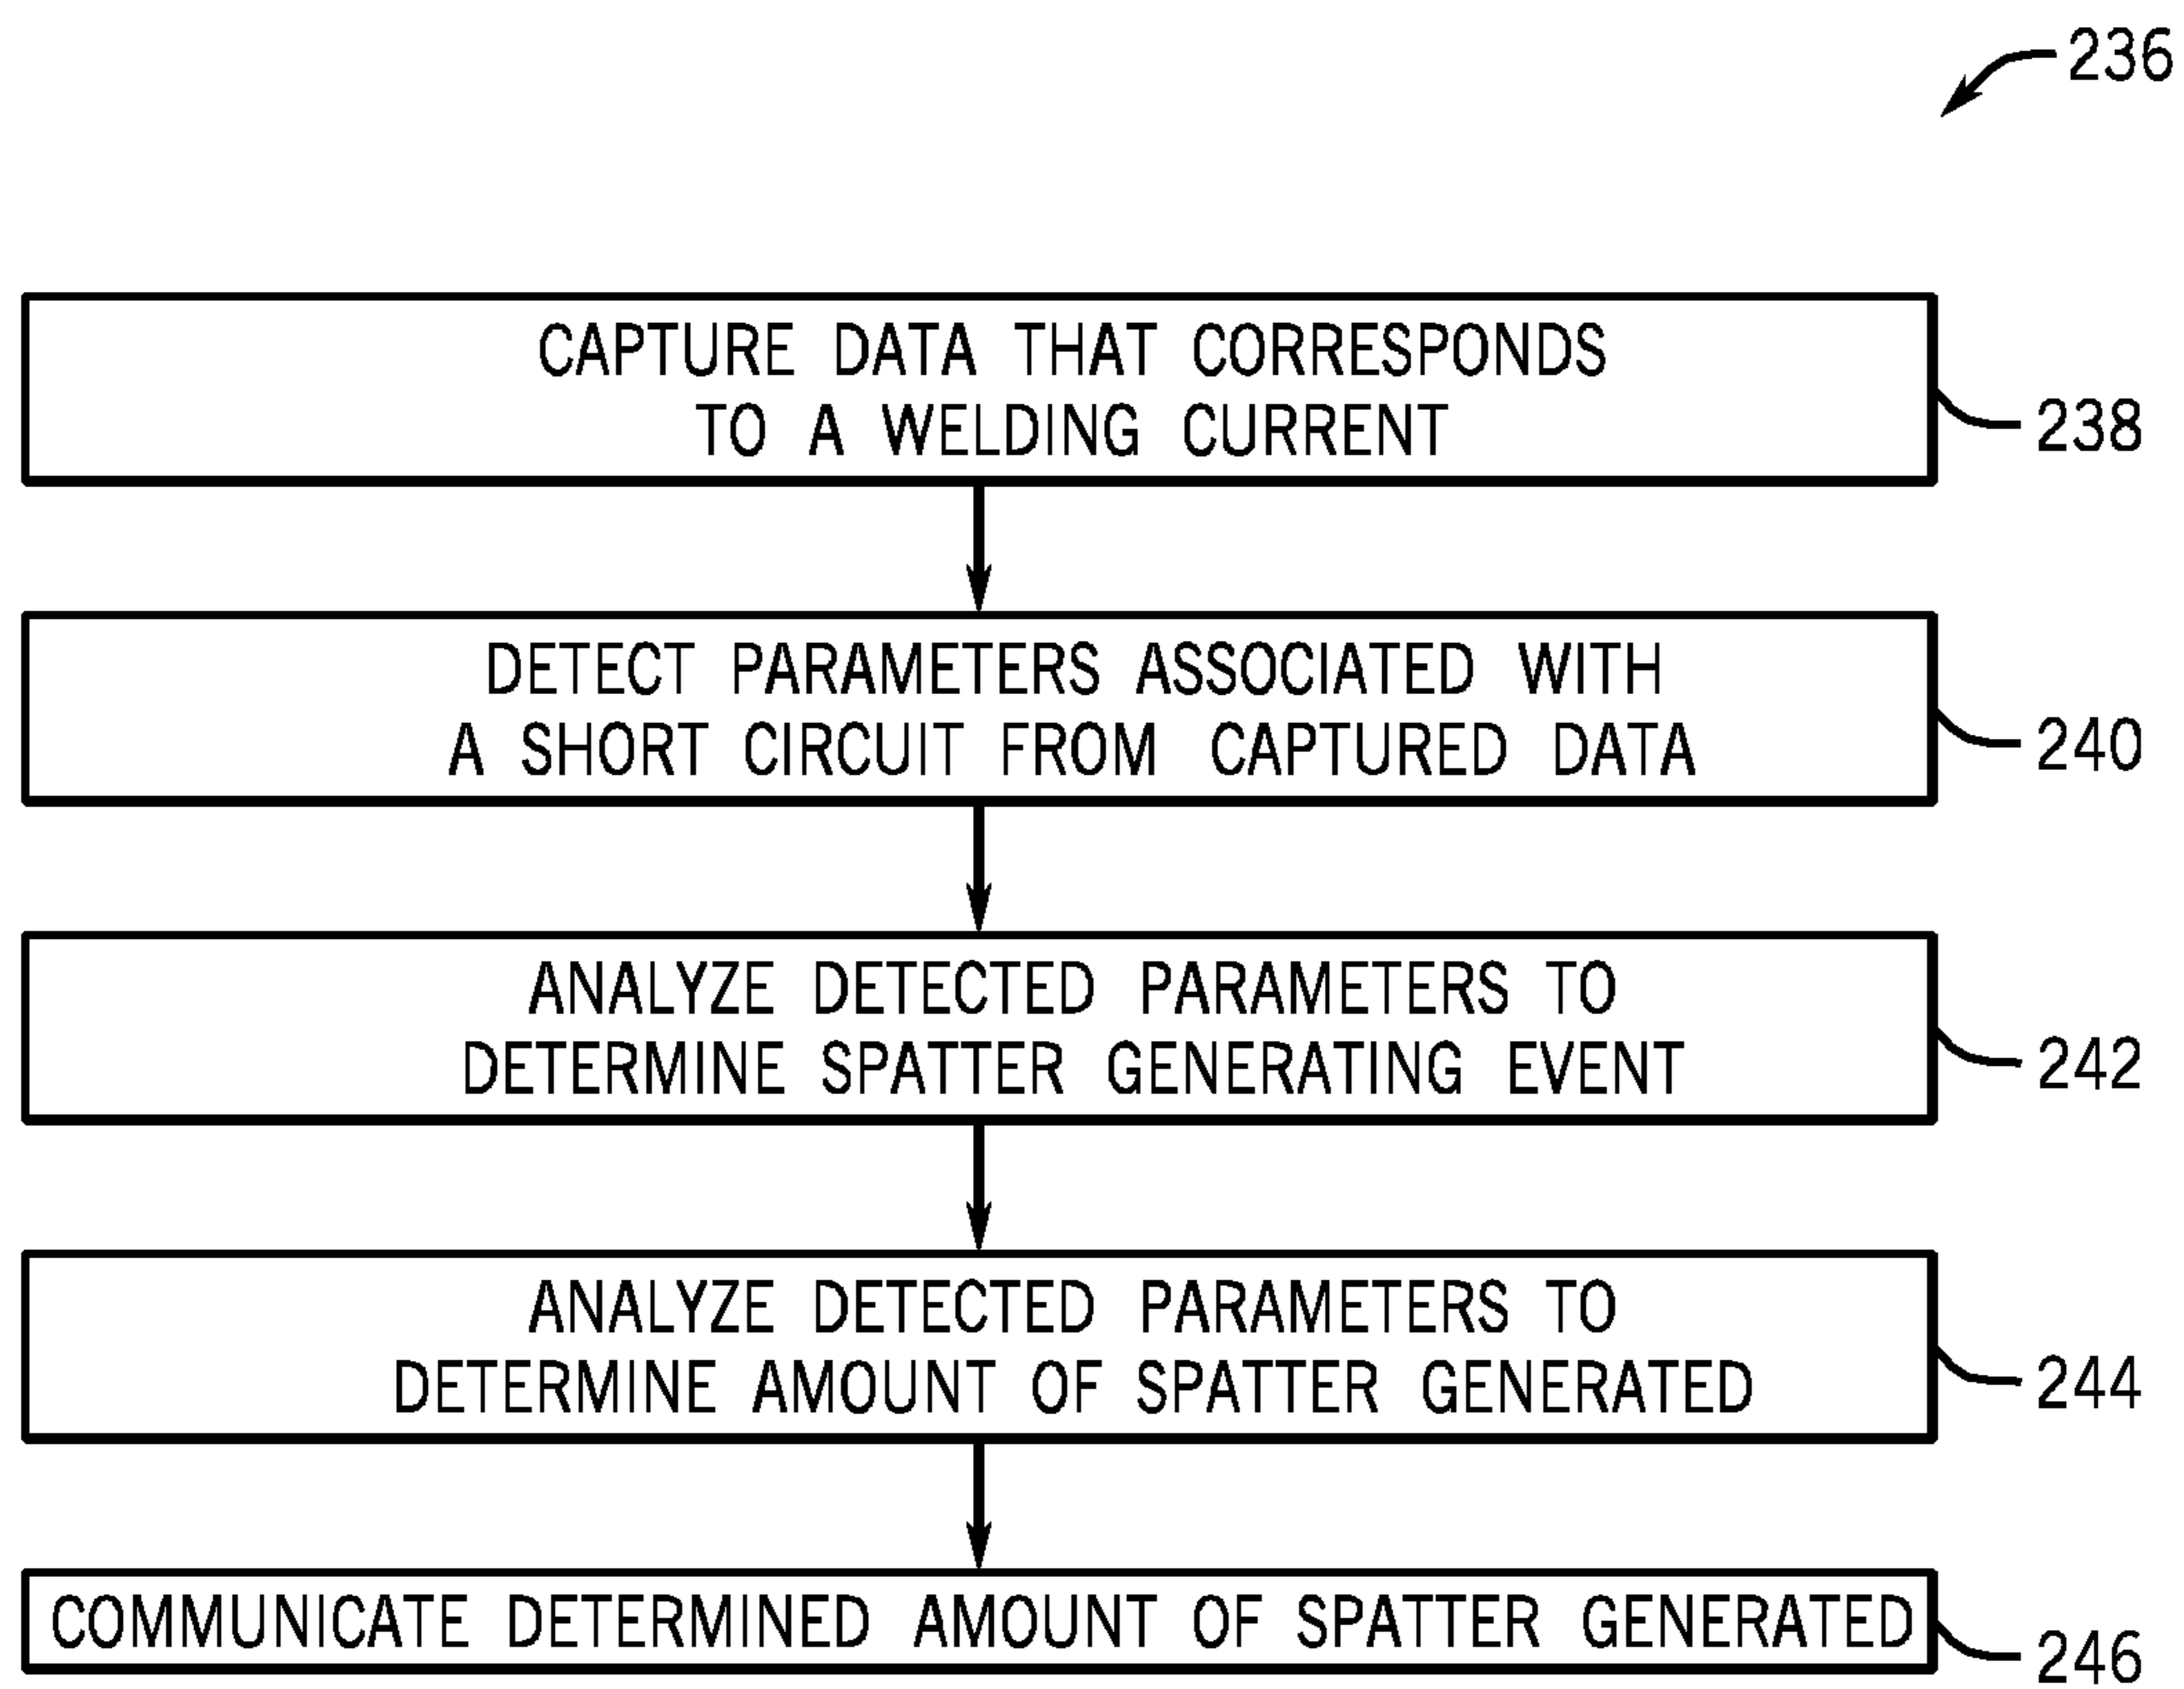 236
CAPTURE DATA THAT CORRESPONDS
TO A WELDING CURRENT
238
DETECT PARAMETERS ASSOCIATED WITH
A SHORT CIRCUIT FROM CAPTURED DATA
240
ANALYZE DETECTED PARAMETERS TO
DETERMINE SPATTER GENERATING EVENT
242
ANALYZE DETECTED PARAMETERS TO
DETERMINE AMOUNT OF SPATTER GENERATED
244
COMMUNICATE DETERMINED AMOUNT OF SPATTER GENERATED
246